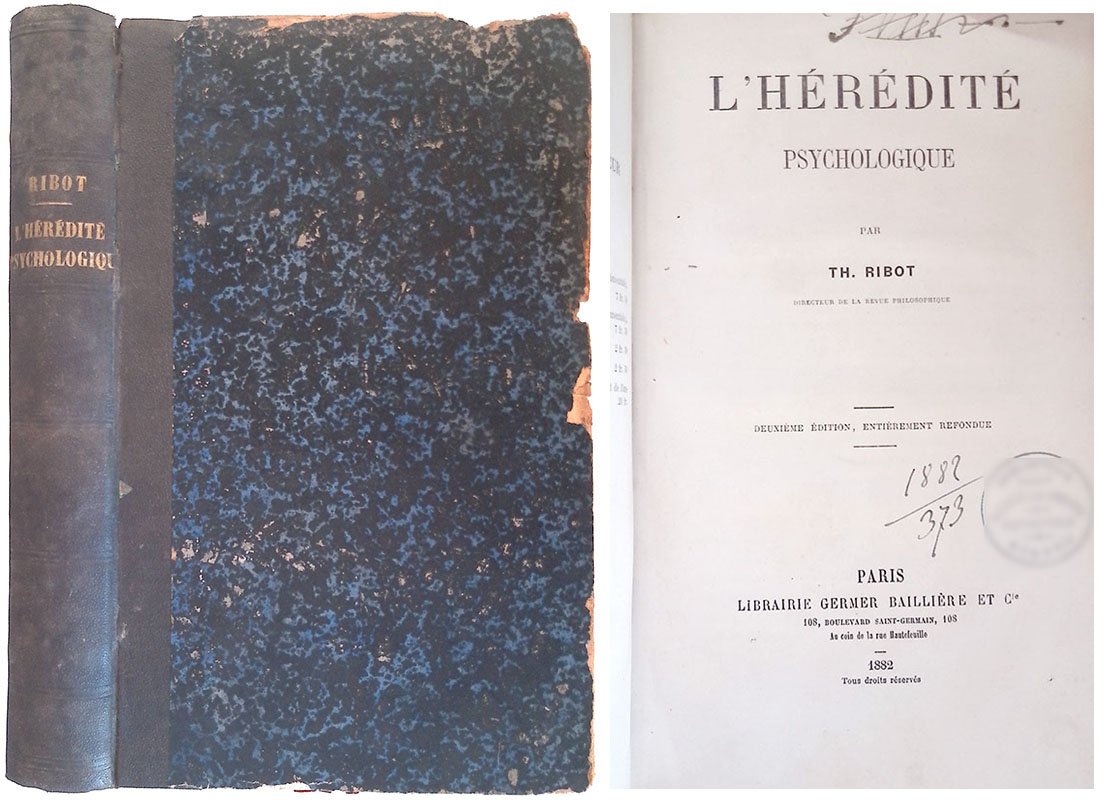 RIBOT
L'HÉRÉDITÉ
PSYCHOLOGIQU
L'HÉRÉDITÉ
PSYCHOLOGIQUE
PAR
TH. RIBOT
DIRECTEUR DE LA REVUE PHILOSOPHIQUE
DEUXIÈME ÉDITION, ENTIÈREMENT REFONDUE
1882
373
PARIS
LIBRAIRIE GERMER BAILLIÈRE ET Cie
108, BOULEVARD SAINT-GERMAIN, 108
Au coin de la rue Hautefeuille
1882
Tous droits réservés